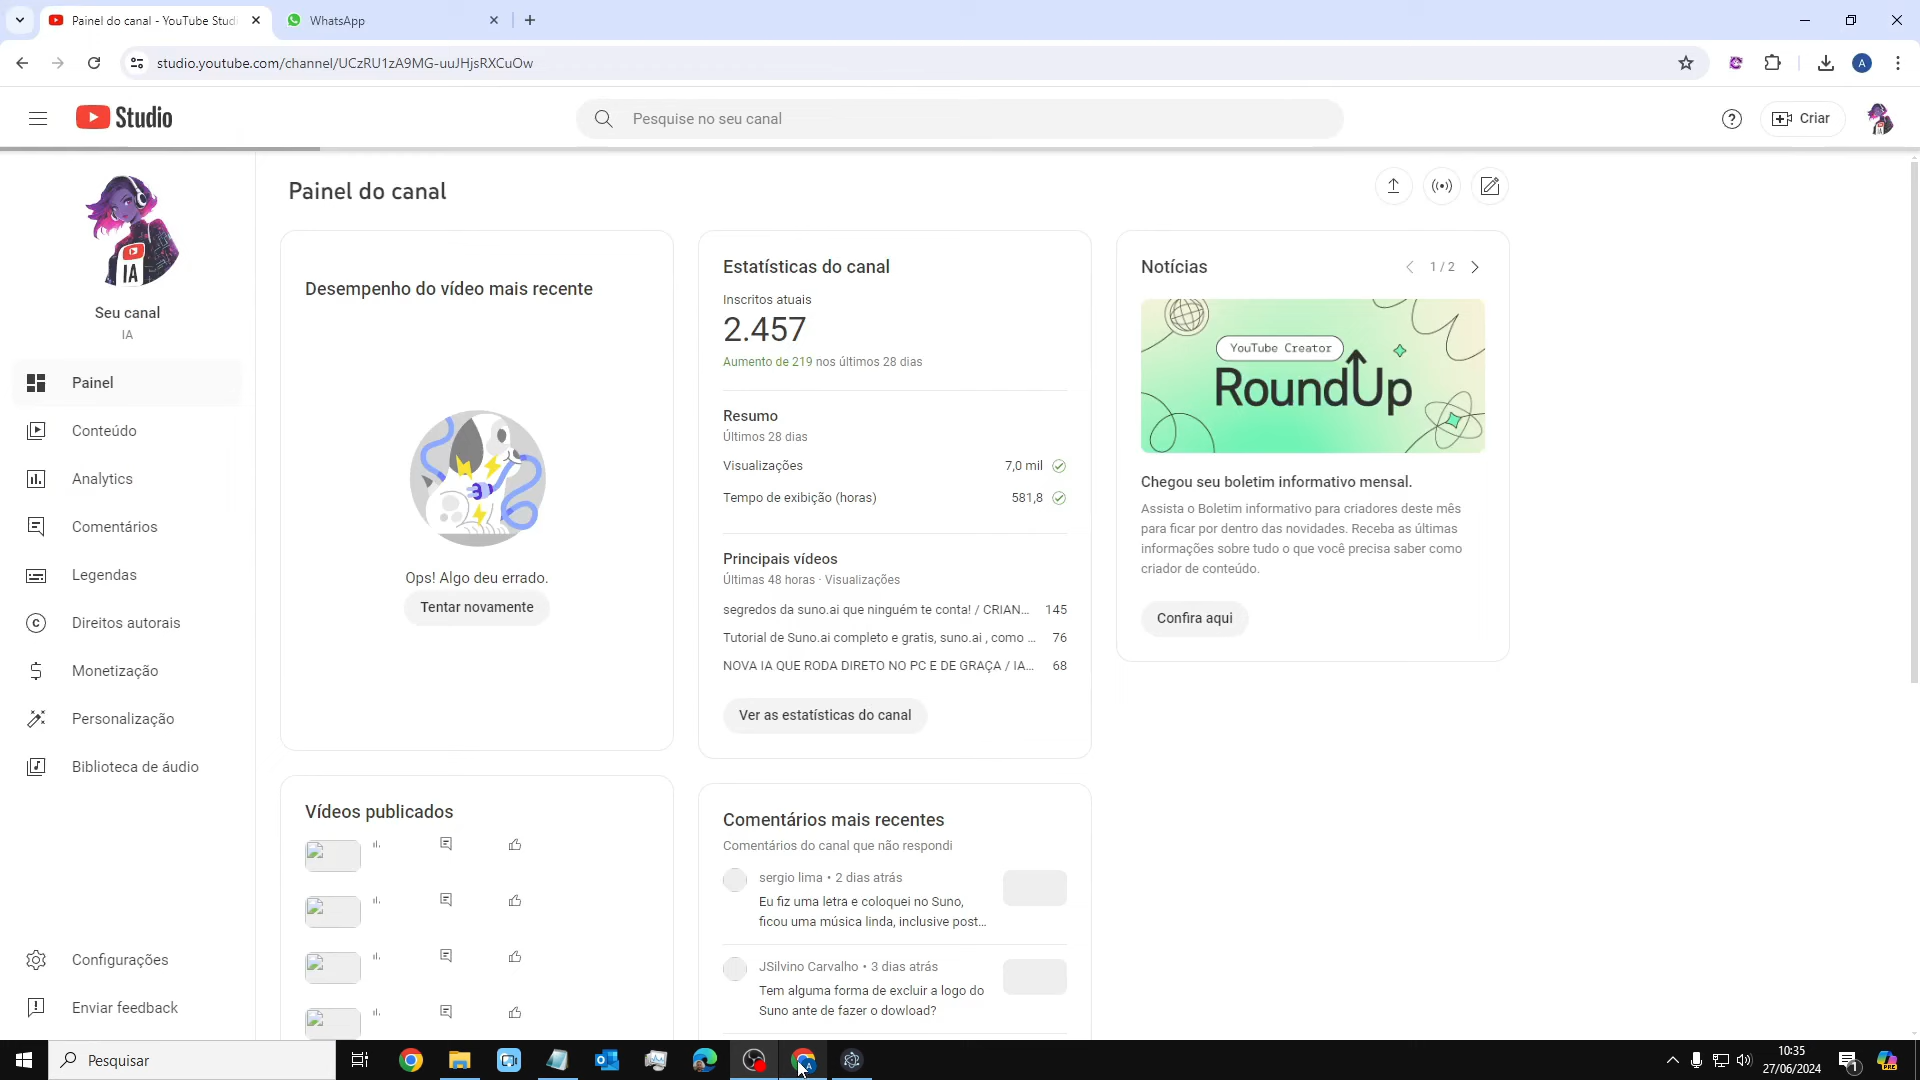 Painel do canal - YouTube Studi
WhatsApp
studio.youtube.com/channel/UCzRU1zA9MG-uuJHjsRXCuOw
A
Studio
Pesquise no seu canal
Criar
IA
Seu canal
IA
Painel
Conteúdo
Analytics
Comentários
Legendas
Direitos autorais
Monetização
Personalização
Biblioteca de áudio
Configurações
Enviar feedback
Painel do canal
Desempenho do vídeo mais recente
Ops! Algo deu errado.
Tentar novamente
Vídeos publicados
Estatísticas do canal
Inscritos atuais
2.457
Aumento de 219 nos últimos 28 dias
Resumo
Últimos 28 dias
Visualizações 7,0 mil
Tempo de exibição (horas) 581,8
Principais vídeos
Últimas 48 horas · Visualizações
segredos da suno.ai que ninguém te conta! / CRIAN... 145
Tutorial de Suno.ai completo e gratis, suno.ai , como ... 76
NOVA IA QUE RODA DIRETO NO PC E DE GRAÇA / IA... 68
Ver as estatísticas do canal
Comentários mais recentes
Comentários do canal que não respondi
sergio lima • 2 dias atrás
Eu fiz uma letra e coloquei no Suno,
ficou uma música linda, inclusive post...
JSilvino Carvalho • 3 dias atrás
Tem alguma forma de excluir a logo do
Suno ante de fazer o dowload?
Notícias
1 / 2
YouTube Creator
RoundUp
Chegou seu boletim informativo mensal.
Assista o Boletim informativo para criadores deste mês
para ficar por dentro das novidades. Receba as últimas
informações sobre tudo o que você precisa saber como
criador de conteúdo.
Confira aqui
Pesquisar
10:35
27/06/2024
1
PRE